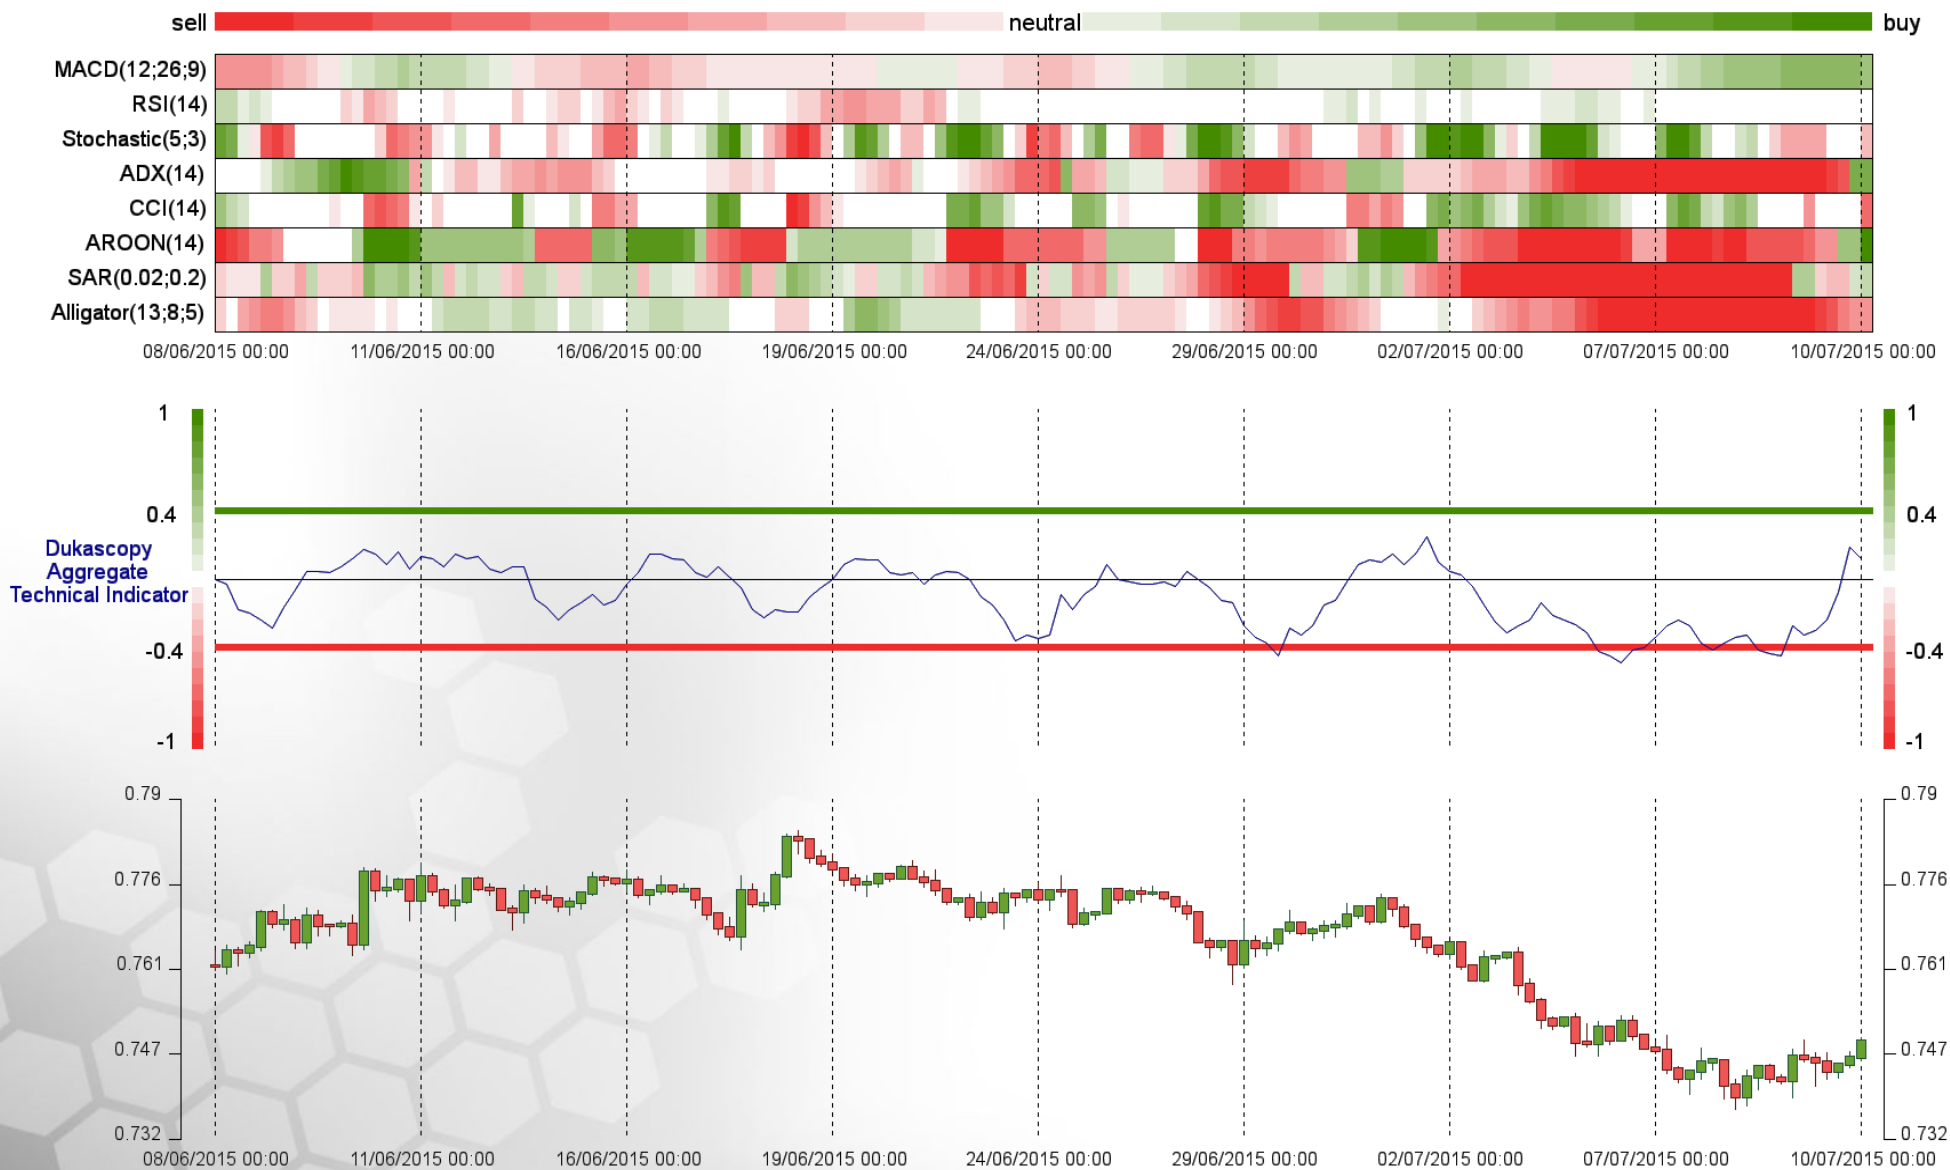 sell neutral buy
MACD(12;26;9)
RSI(14)
Stochastic(5;3)
ADX(14)
CCI(14)
AROON(14)
SAR(0.02;0.2)
Alligator(13;8;5)
08/06/2015 00:00 11/06/2015 00:00 16/06/2015 00:00 19/06/2015 00:00 24/06/2015 00:00 29/06/2015 00:00 02/07/2015 00:00 07/07/2015 00:00 10/07/2015 00:00
1 1
0.4 0.4
Dukascopy
Aggregate
Technical Indicator
-0.4 -0.4
-1 -1
0.79 0.79
0.776 0.776
0.761 0.761
0.747 0.747
0.732 0.732
08/06/2015 00:00 11/06/2015 00:00 16/06/2015 00:00 19/06/2015 00:00 24/06/2015 00:00 29/06/2015 00:00 02/07/2015 00:00 07/07/2015 00:00 10/07/2015 00:00